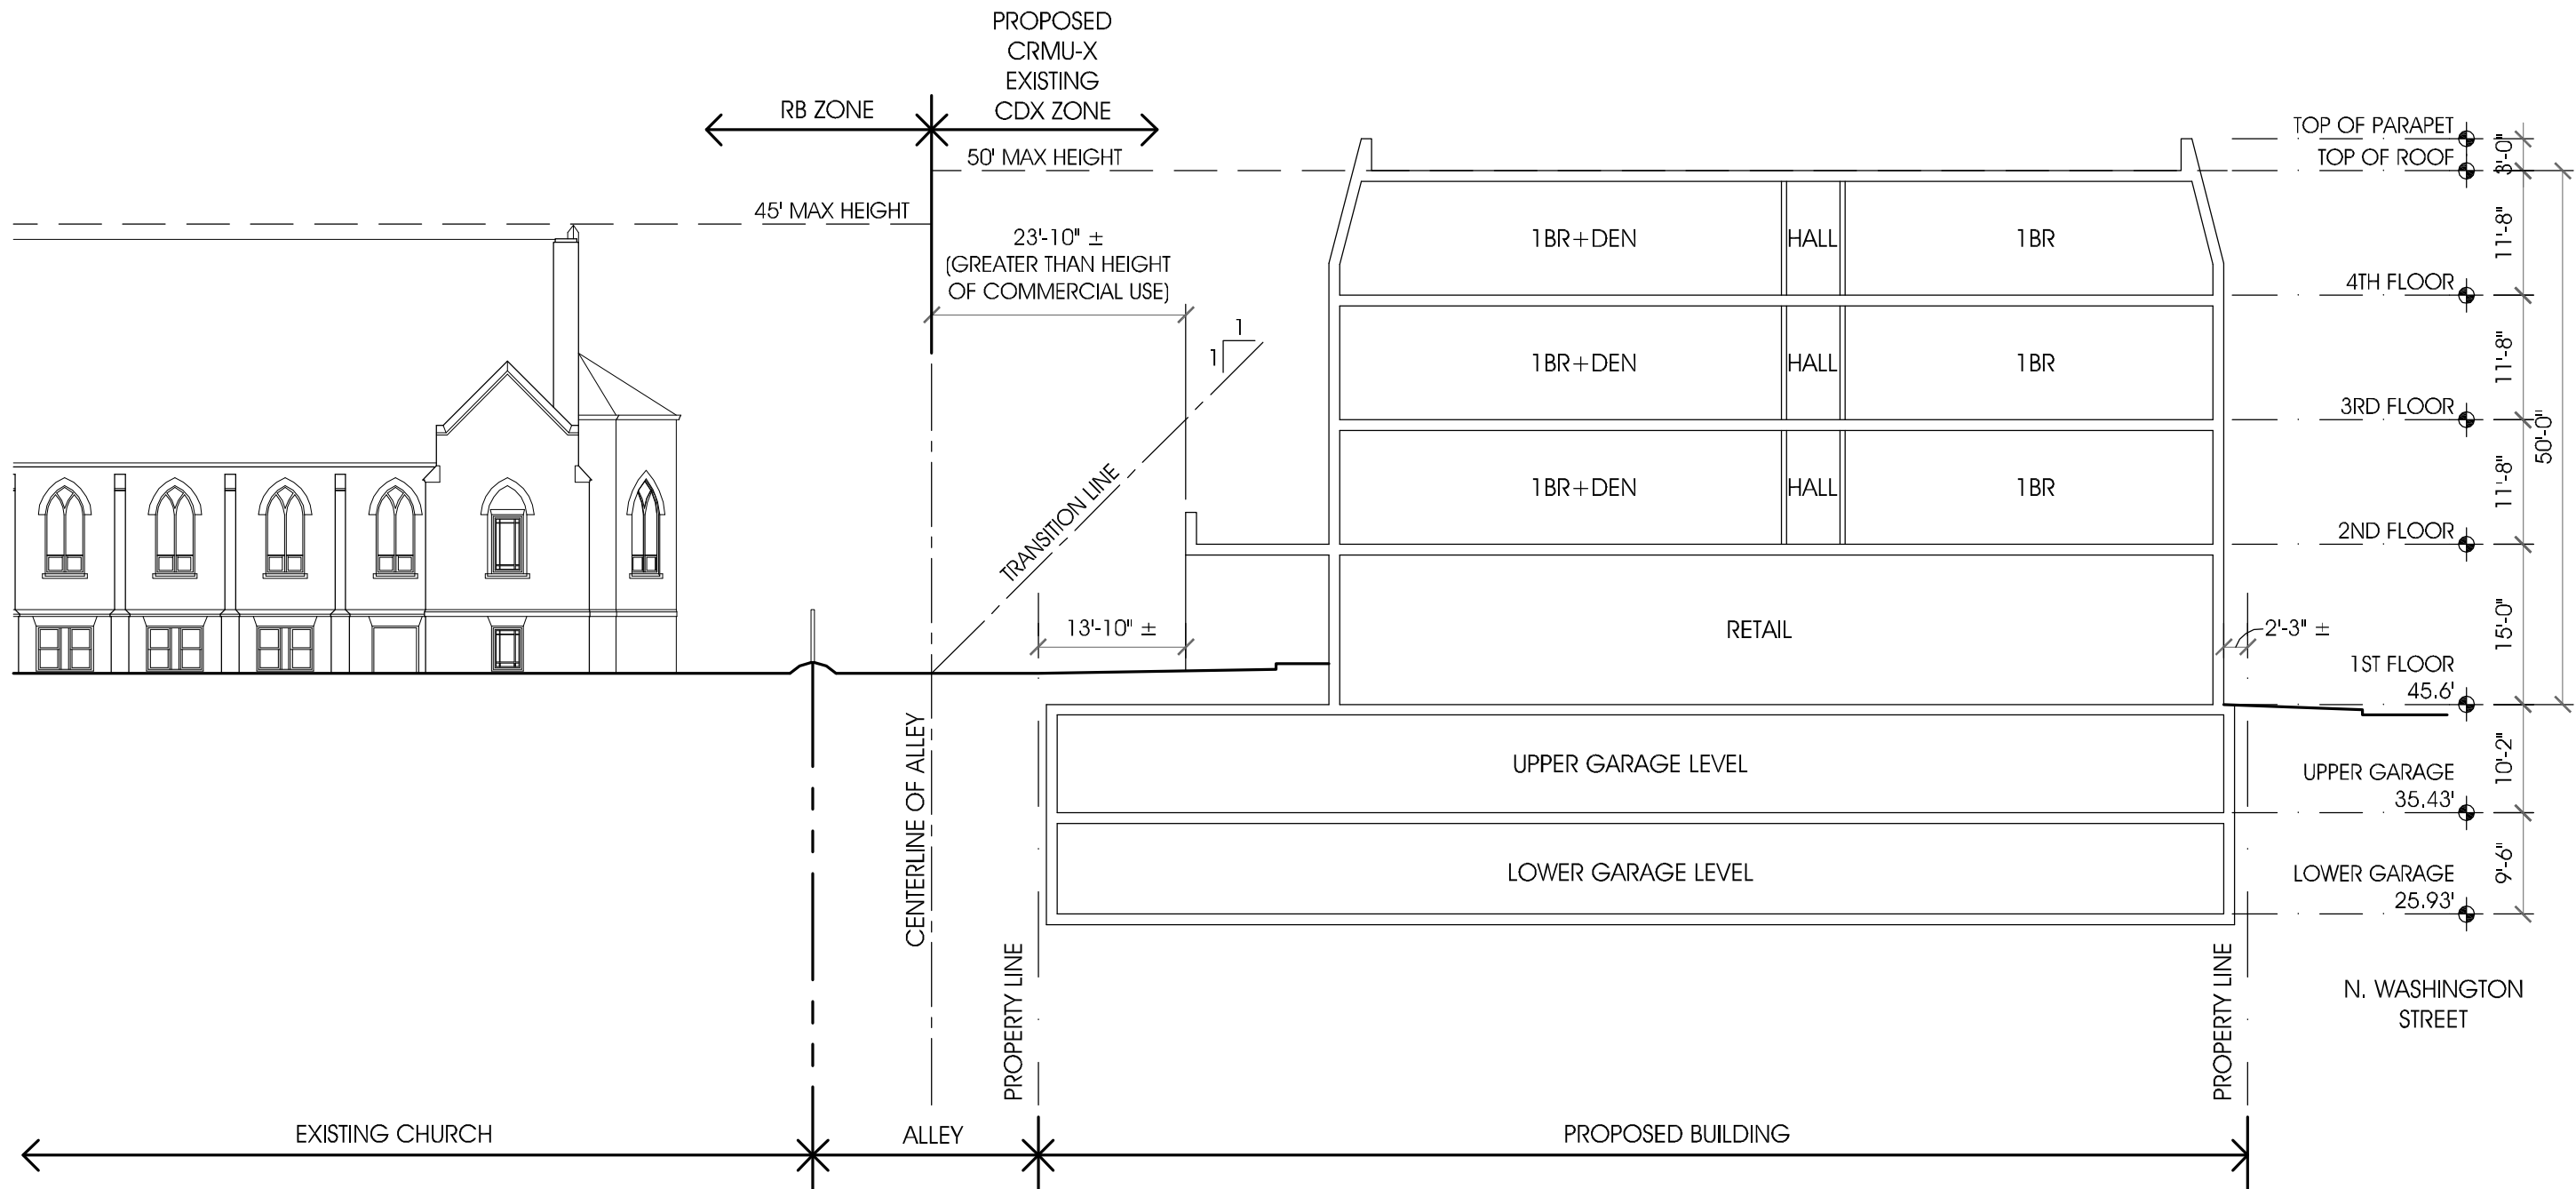 PROPOSED
CRMU-X
EXISTING
CDX ZONE
RB ZONE
50' MAX HEIGHT
45' MAX HEIGHT
23'-10" ±
(GREATER THAN HEIGHT
OF COMMERCIAL USE)
1
1
TRANSITION LINE
13'-10" ±
1BR+DEN
HALL
1BR
1BR+DEN
HALL
1BR
1BR+DEN
HALL
1BR
RETAIL
UPPER GARAGE LEVEL
LOWER GARAGE LEVEL
TOP OF PARAPET
TOP OF ROOF
3'-0"
11'-8"
4TH FLOOR
11'-8"
3RD FLOOR
50'-0"
11'-8"
2ND FLOOR
15'-0"
2'-3" ±
1ST FLOOR
45.6'
10'-2"
UPPER GARAGE
35.43'
9'-6"
LOWER GARAGE
25.93'
CENTERLINE OF ALLEY
PROPERTY LINE
PROPERTY LINE
N. WASHINGTON
STREET
EXISTING CHURCH
ALLEY
PROPOSED BUILDING